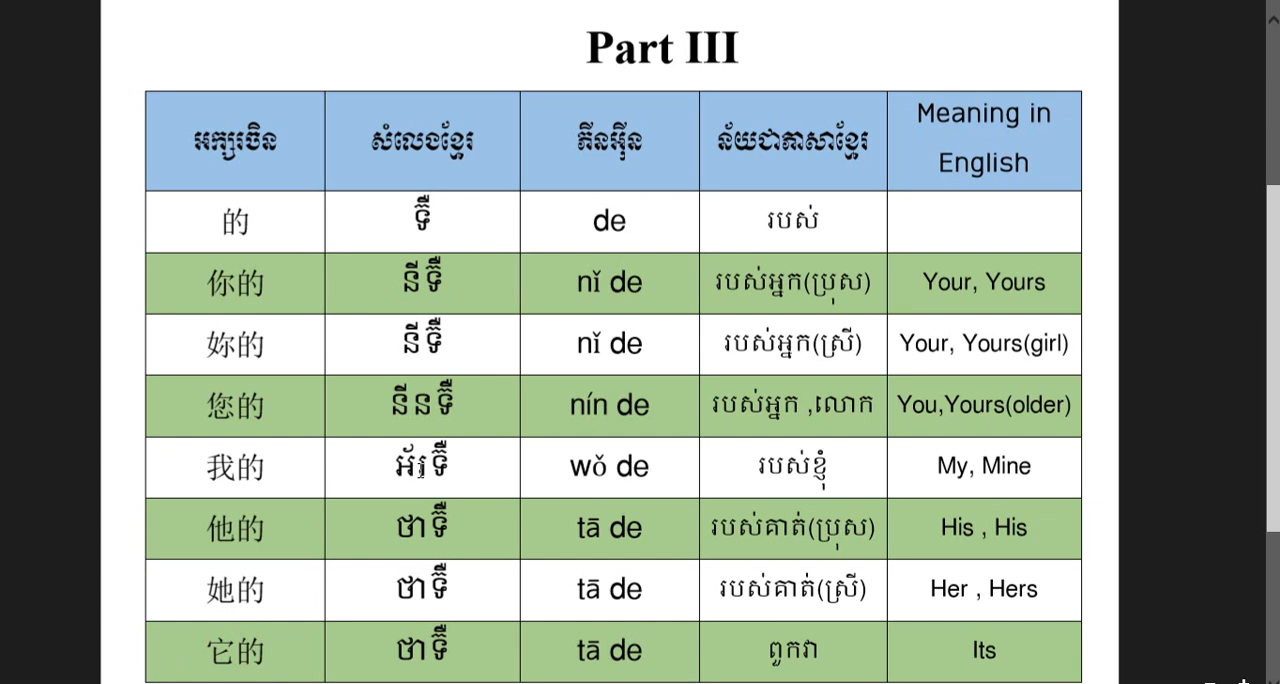 Part III
អក្សរចិន សំលេងខ្មែរ ភីនអ៊ីន ន័យជាភាសាខ្មែរ Meaning in English
的 ទឺ de របស់
你的 នីទឺ nǐ de របស់អ្នក(ប្រុស) Your, Yours
妳的 នីទឺ nǐ de របស់អ្នក(ស្រី) Your, Yours(girl)
您的 នីនទឺ nín de របស់អ្នក ,លោក You,Yours(older)
我的 wǒ de របស់ខ្ញុំ My, Mine
他的 ថាទឺ tā de របស់គាត់(ប្រុស) His , His
她的 ថាទឺ tā de របស់គាត់(ស្រី) Her , Hers
它的 ថាទឺ tā de ពួកវា Its